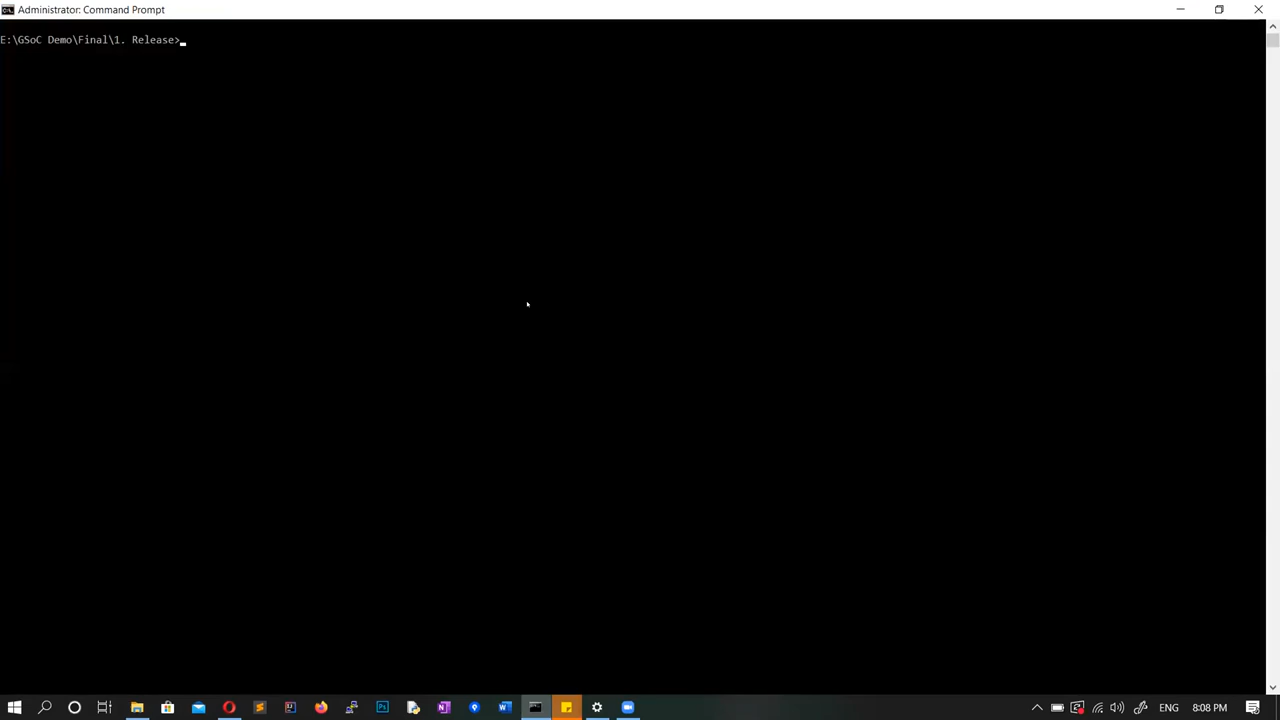 Administrator: Command Prompt
E:\GSoC Demo\Final\1. Release>
ENG
8:08 PM